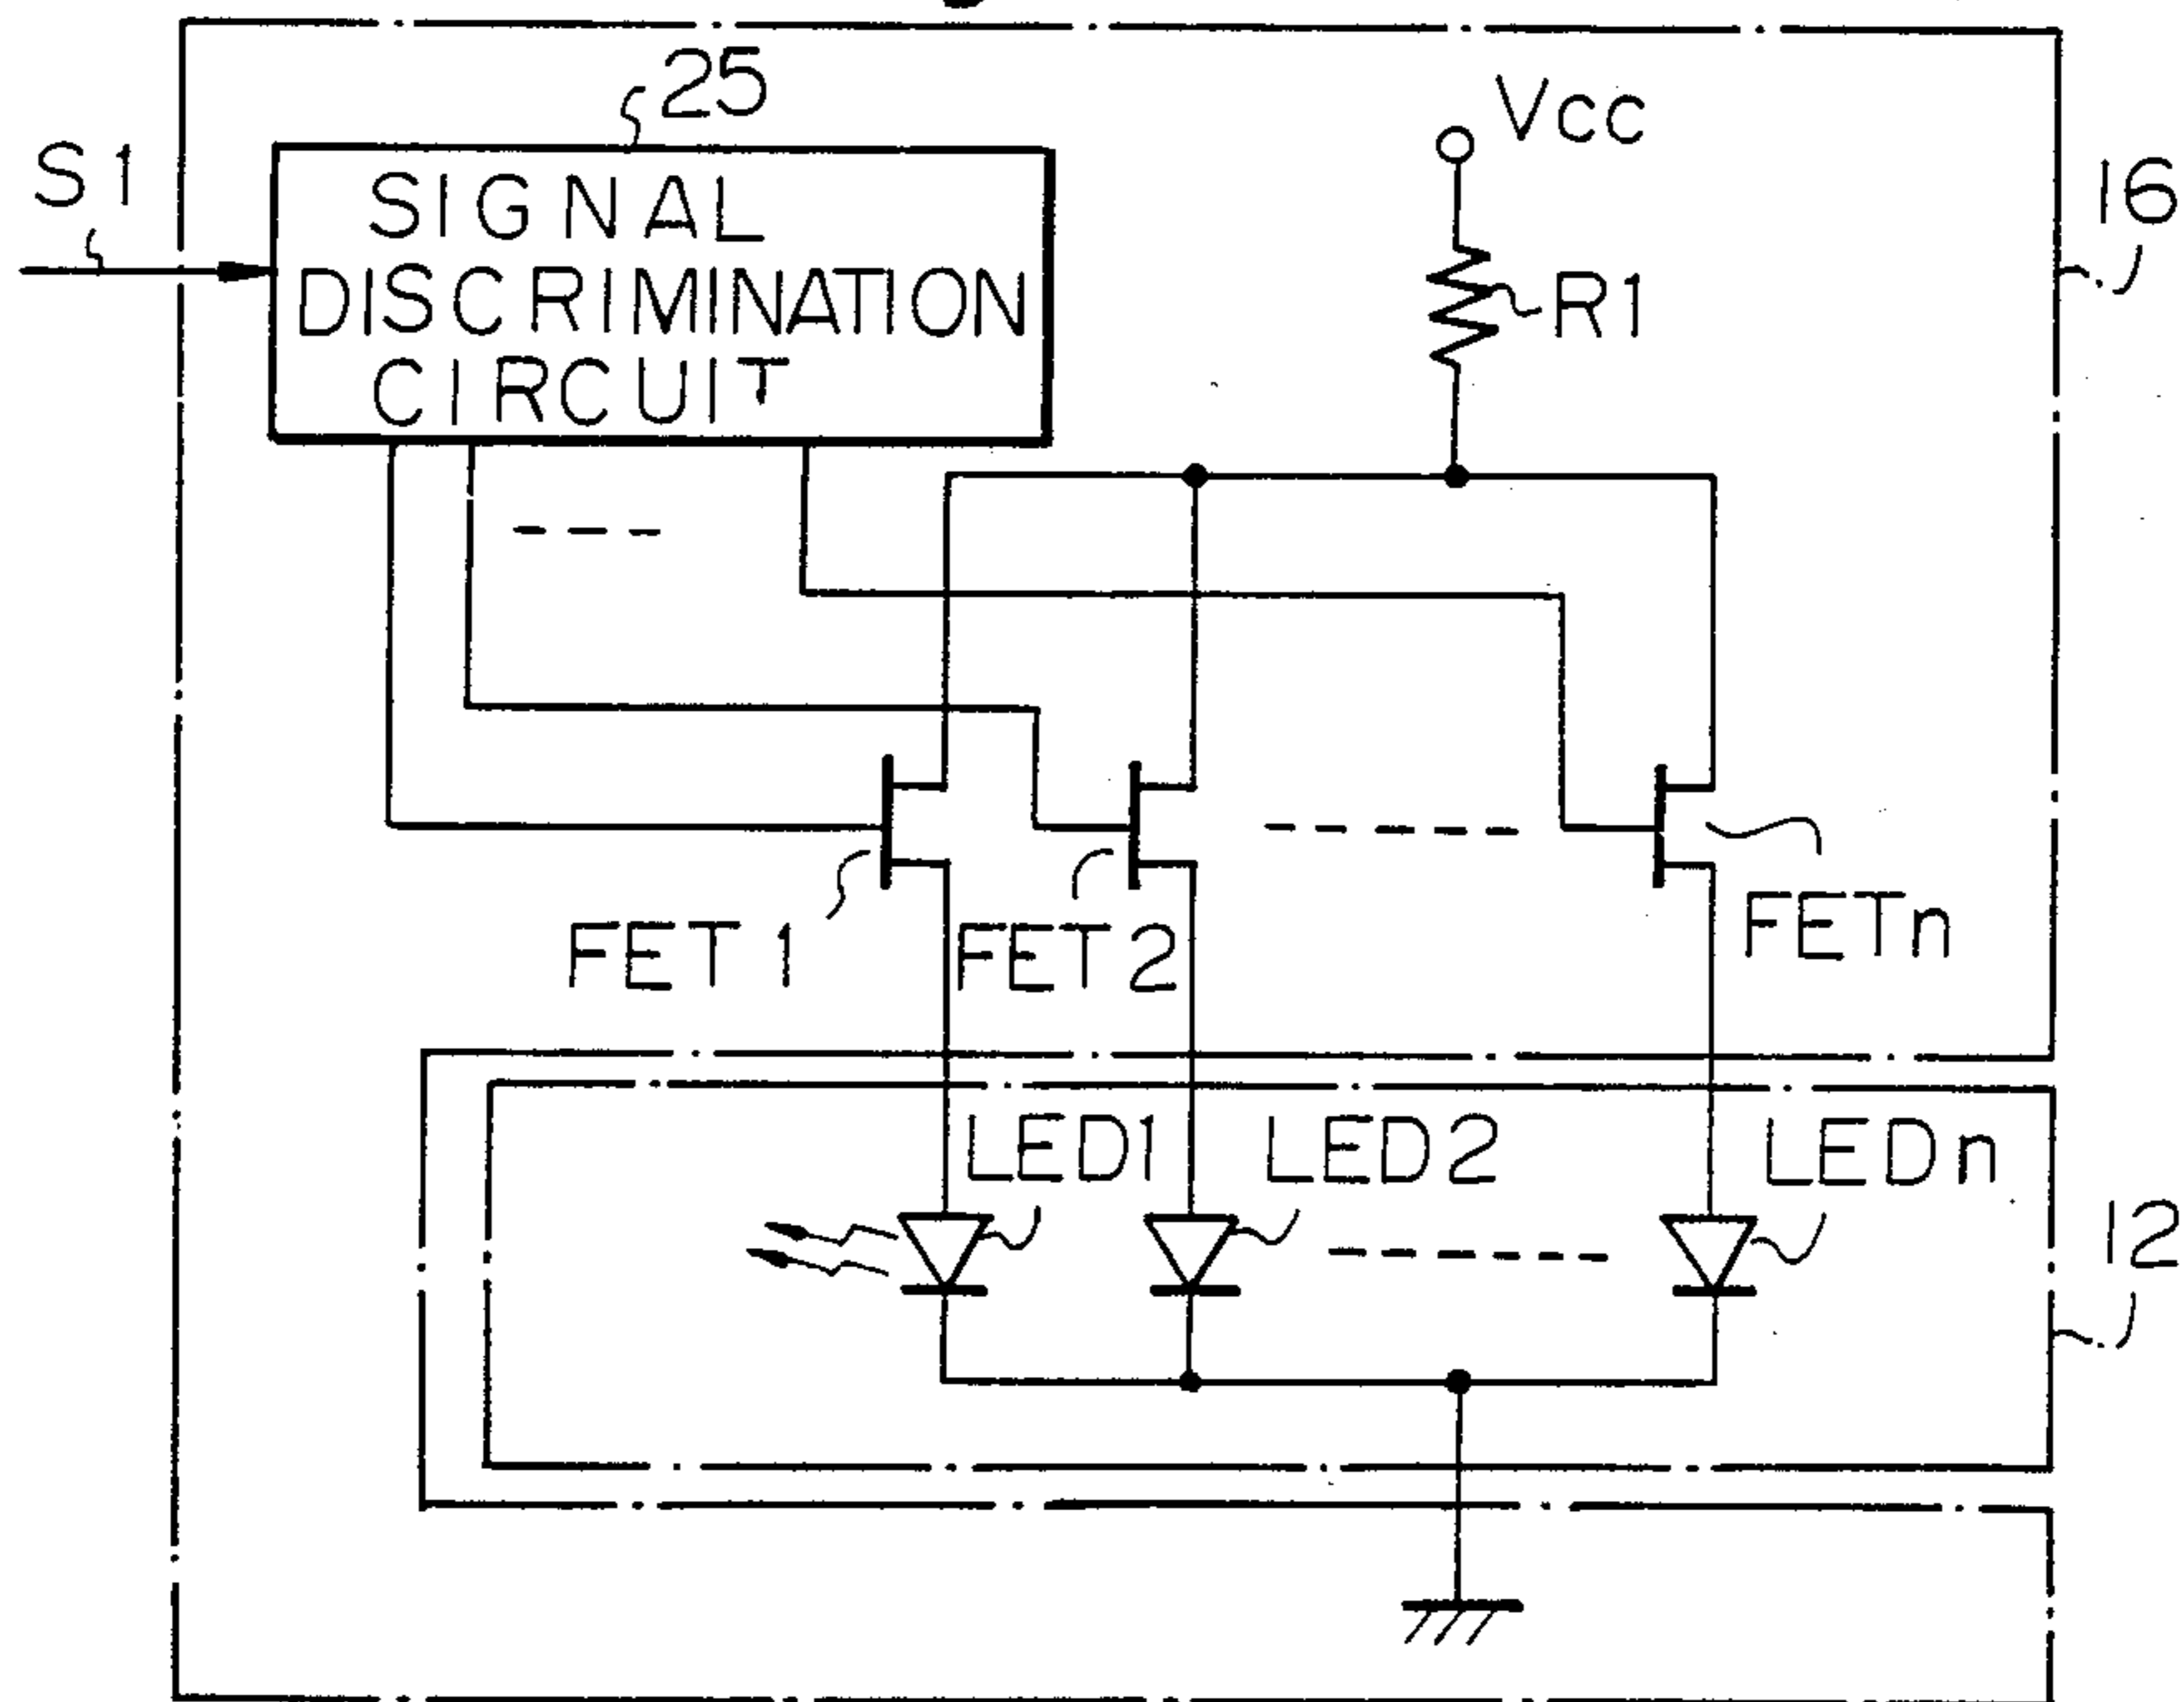 25
Vcc
S1
16
SIGNAL
DISCRIMINATION
CIRCUIT
R1
FET1
FET2
FETn
LED1
LED2
LEDn
12